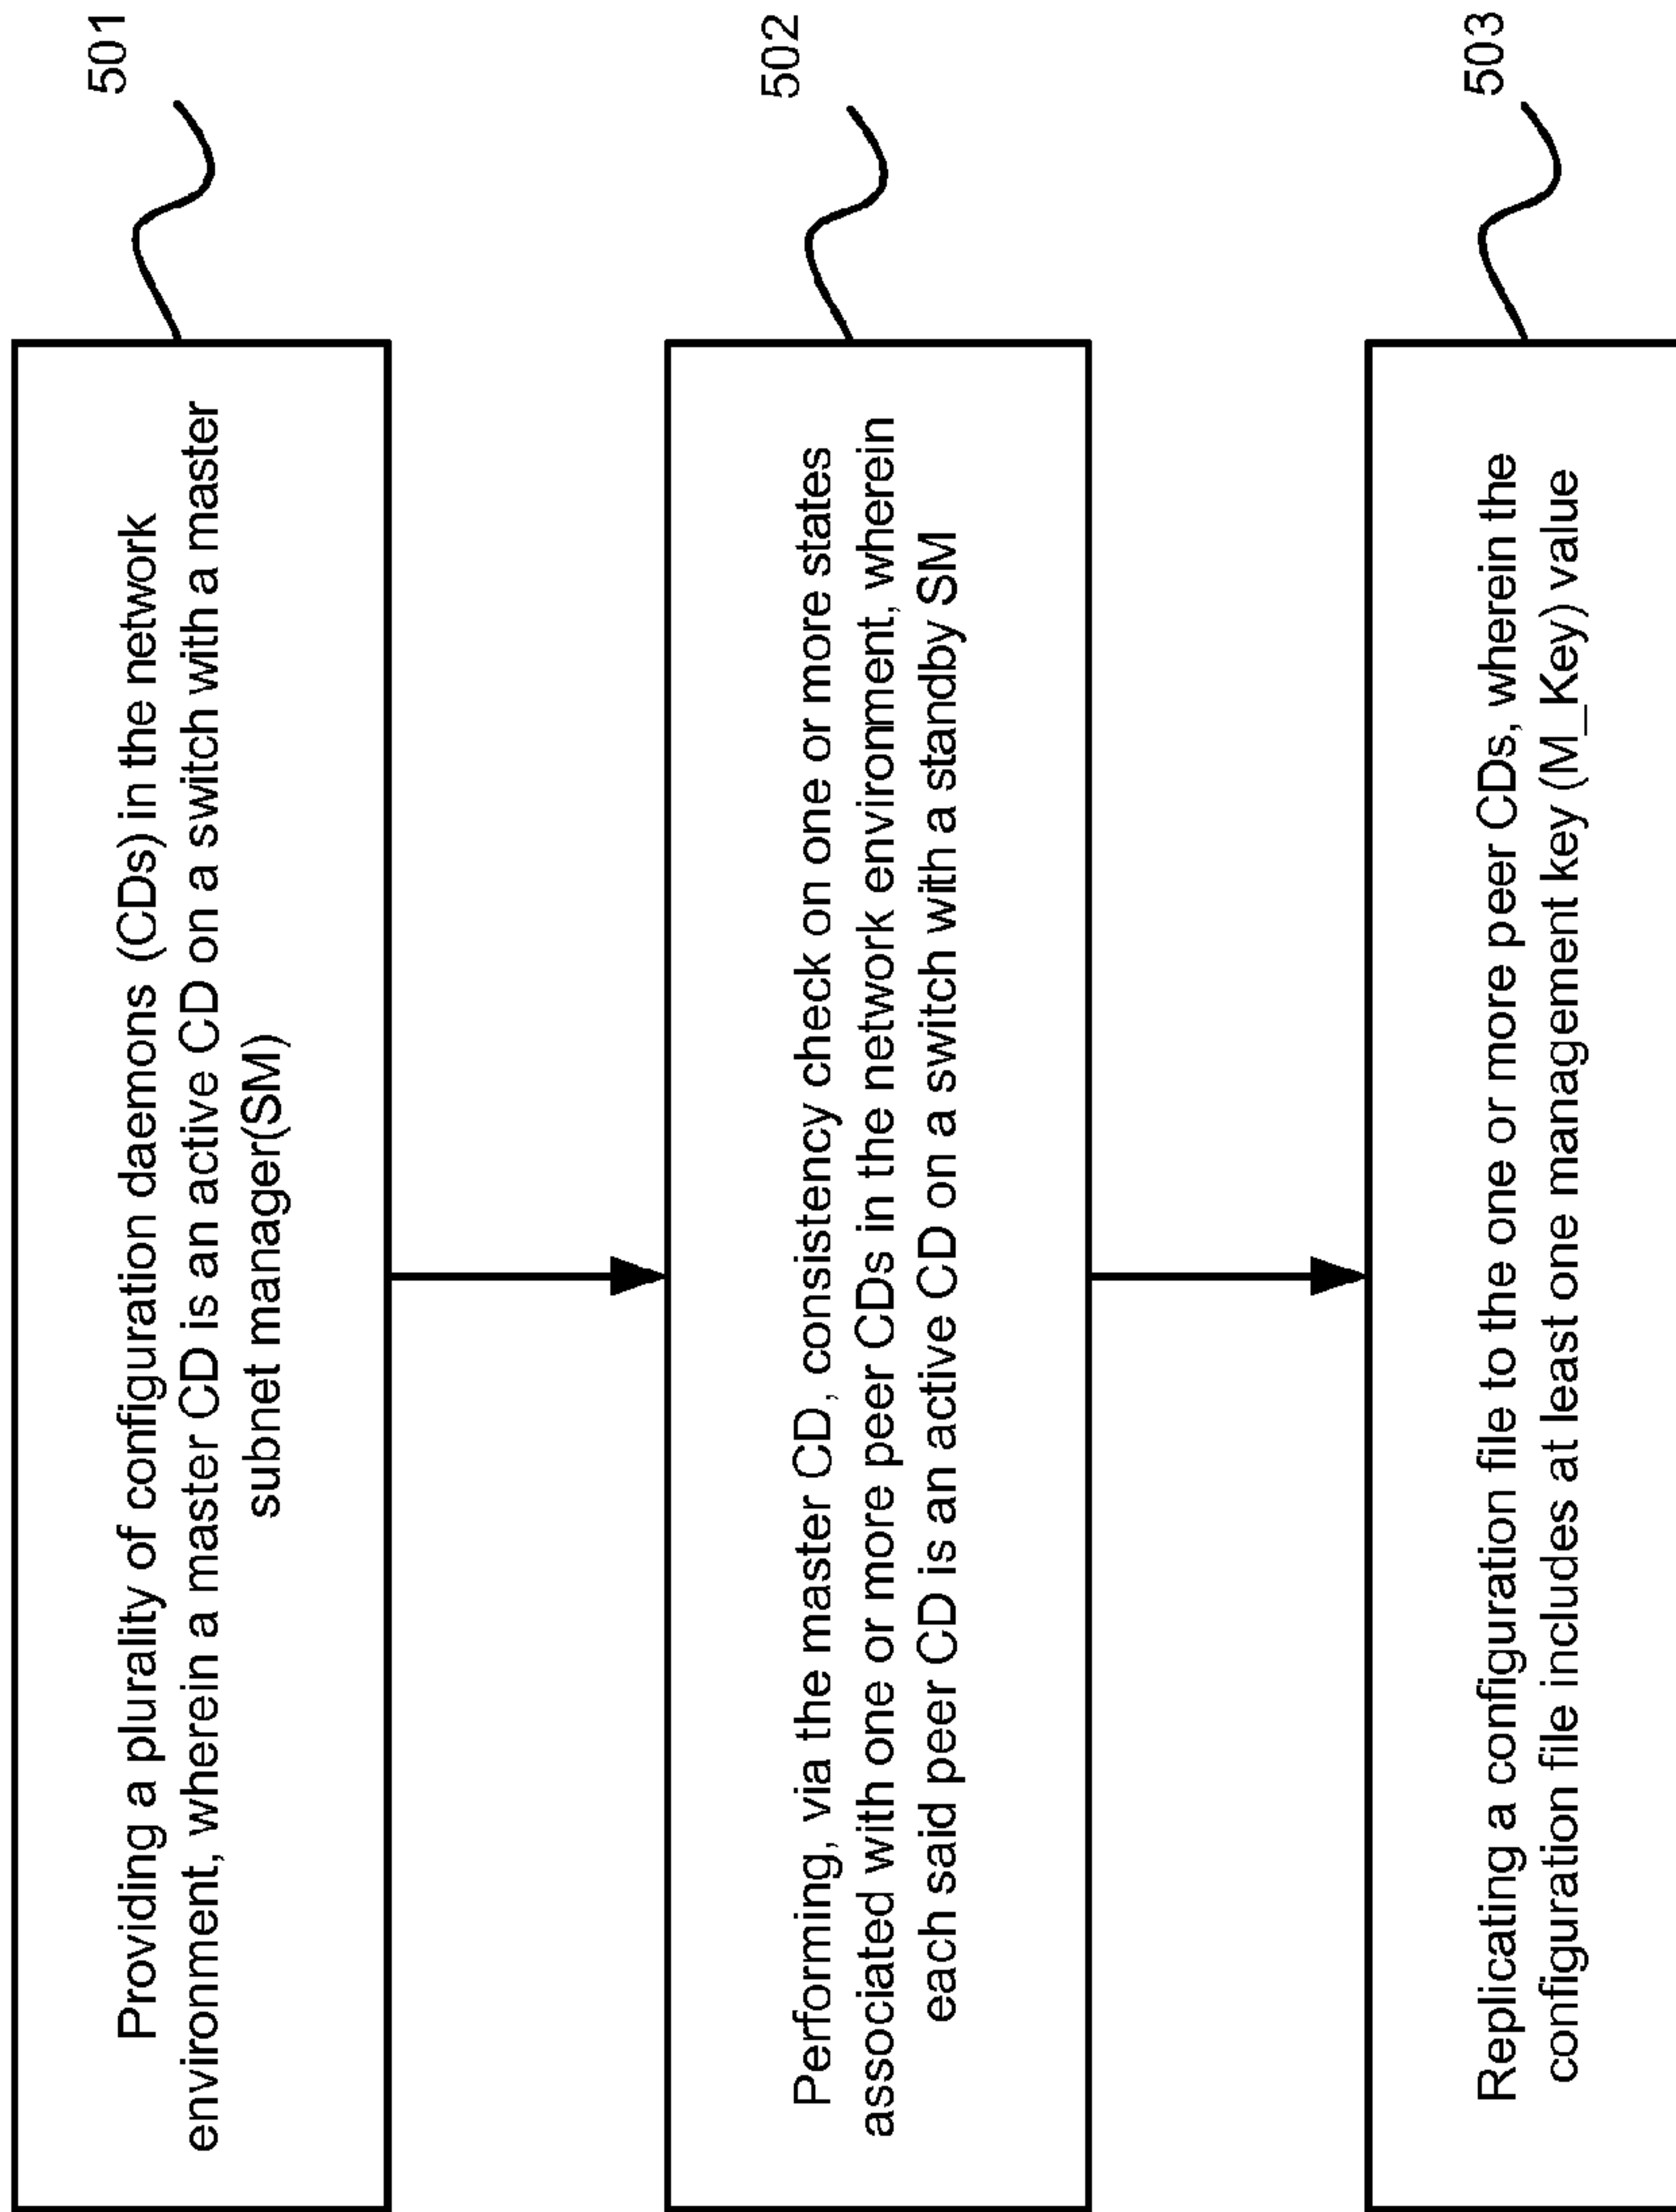 Providing a plurality of configuration daemons (CDs) in the network
environment, wherein a master CD is an active CD on a switch with a master
subnet manager(SM)
501
Performing, via the master CD, consistency check on one or more states
associated with one or more peer CDs in the network environment, wherein
each said peer CD is an active CD on a switch with a standby SM
502
Replicating a configuration file to the one or more peer CDs, wherein the
configuration file includes at least one management key (M_Key) value
503